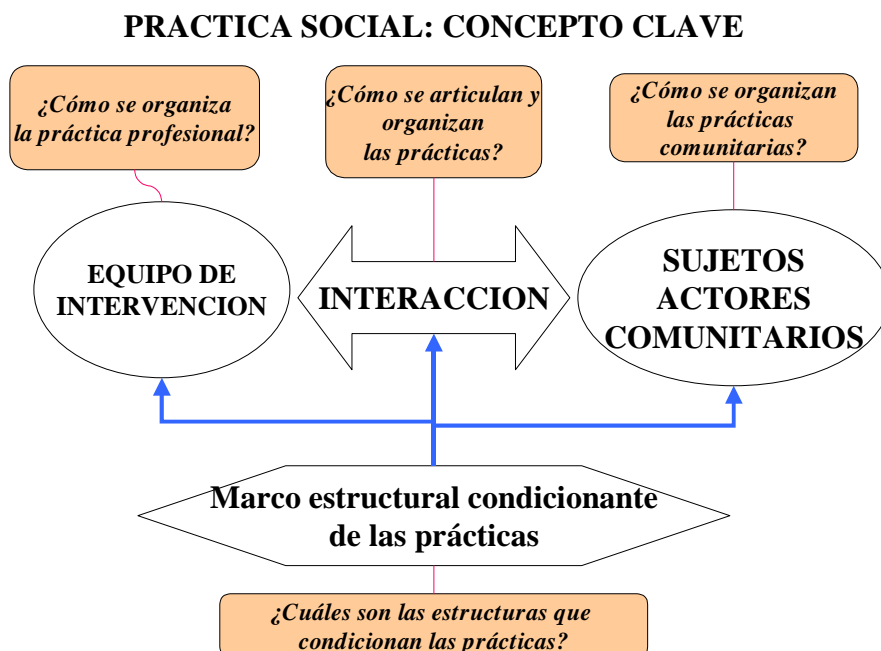 PRACTICA SOCIAL: CONCEPTO CLAVE
¿Cómo se organiza
la práctica profesional?
¿Cómo se articulan y
organizan
las prácticas?
¿Cómo se organizan
las prácticas
comunitarias?
EQUIPO DE
INTERVENCION
INTERACCION
SUJETOS
ACTORES
COMUNITARIOS
Marco estructural condicionante
de las prácticas
¿Cuáles son las estructuras que
condicionan las prácticas?